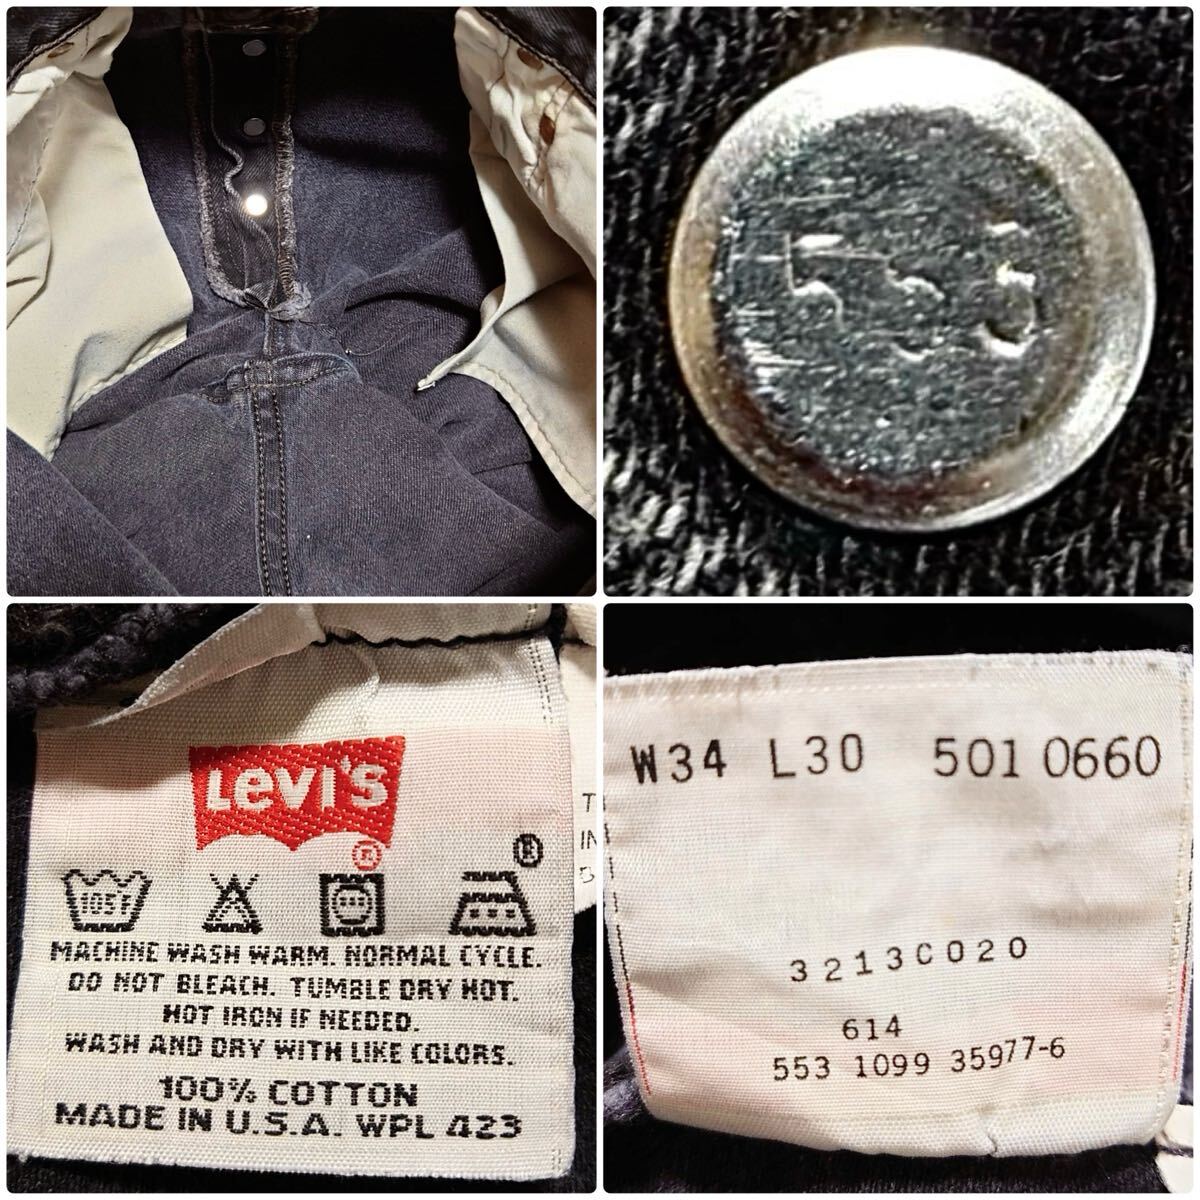 553
Levi's ®
105F ®
MACHINE WASH WARM. NORMAL CYCLE.
DO NOT BLEACH. TUMBLE DRY HOT.
HOT IRON IF NEEDED.
WASH AND DRY WITH LIKE COLORS.
100% COTTON
MADE IN U.S.A. WPL 423
W34 L30 501 0660
3213C020
614
553 1099 35977-6